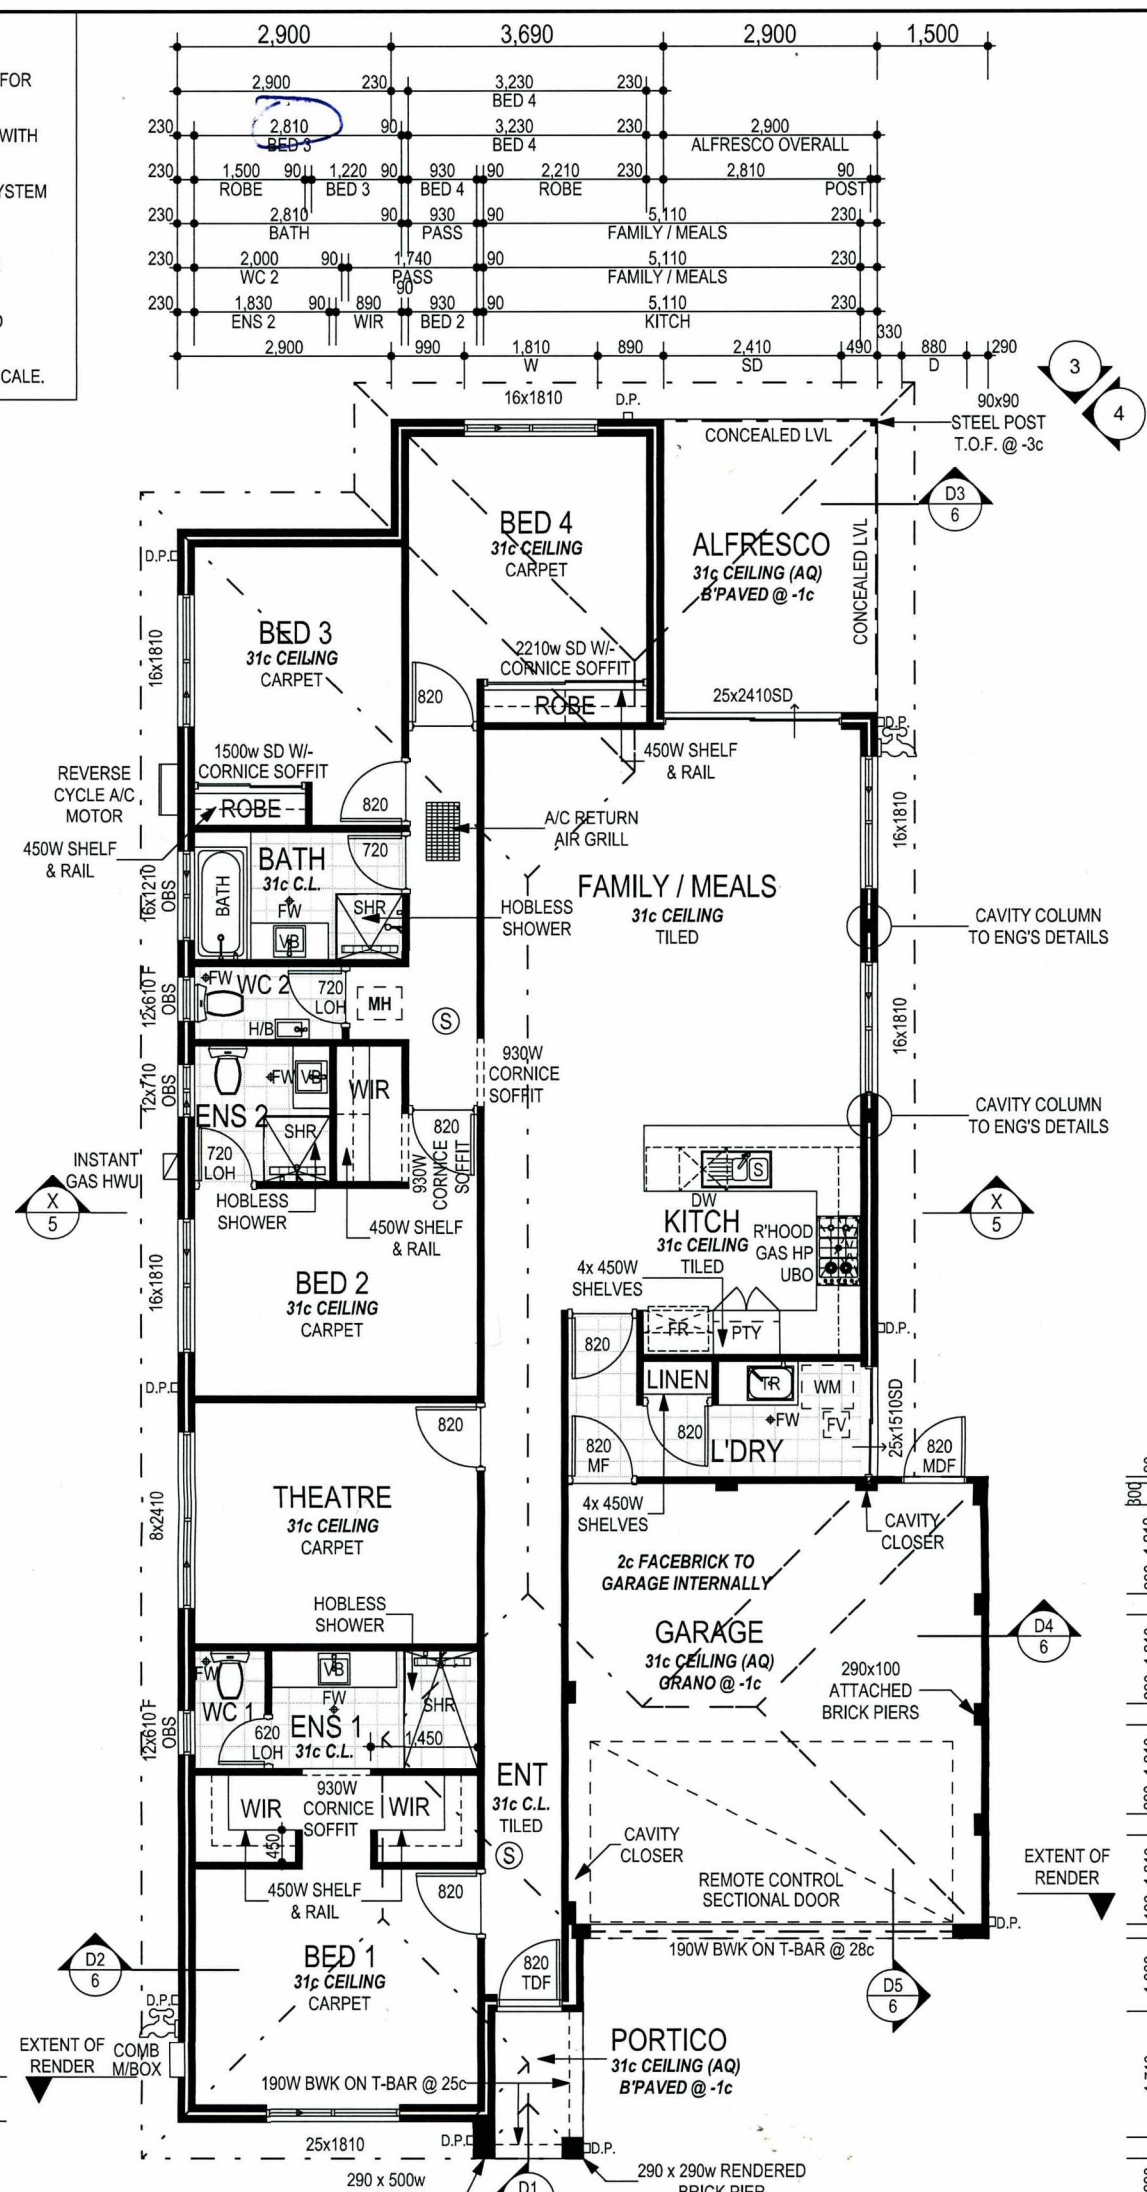 2,900 3,690 2,900 1,500
FOR
2,900 230 3,230 230
BED 4
WITH
230 2,810 90 3,230 230 2,900
BED 3 BED 4 ALFRESCO OVERALL
230 1,500 90 1,220 90 930 90 2,210 230 2,810 90
YSTEM
ROBE BED 3 BED 4 ROBE POST
230 2,810 90 930 90 5,110 230
BATH PASS FAMILY / MEALS
230 2,000 90 1,740 90 5,110 230
WC 2 PASS FAMILY / MEALS
90
230 1,830 90 890 930 90 5,110 230
ENS 2 WIR BED 2 KITCH
330
2,900 990 1,810 890 2,410 490 880 290
W SD D
CALE.
3
4
16x1810
D.P.
90x90
STEEL POST
T.O.F. @ -3c
CONCEALED LVL
D3
6
BED 4
31c CEILING
CARPET
ALFRESCO
31c CEILING (AQ)
B'PAVED @ -1c
CONCEALED LVL
D.P.
BED 3
31c CEILING
CARPET
16x1810
2210w SD W/-
CORNICE SOFFIT
820
ROBE
25x2410SD
D.P.
1500w SD W/-
CORNICE SOFFIT
450W SHELF
& RAIL
REVERSE
CYCLE A/C
MOTOR
ROBE
820
A/C RETURN
AIR GRILL
16x1810
450W SHELF
& RAIL
BATH
31c C.L.
720
BATH
FW
SHR
VB
16x1210
OBS
HOBLESS
SHOWER
FAMILY / MEALS
31c CEILING
TILED
CAVITY COLUMN
TO ENG'S DETAILS
FW
WC 2
720
LOH
MH
H/B
S
12x610 F
OBS
16x1810
930W
CORNICE
SOFFIT
12x710
OBS
FW
VB
WIR
ENS 2
SHR
720
LOH
820
930W
CORNICE
SOFFIT
CAVITY COLUMN
TO ENG'S DETAILS
INSTANT
GAS HWU
HOBLESS
SHOWER
450W SHELF
& RAIL
X
5
S
DW
KITCH
31c CEILING
TILED
R'HOOD
GAS HP
UBO
X
5
16x1810
BED 2
31c CEILING
CARPET
4x 450W
SHELVES
FR
PTY
D.P.
820
D.P.
LINEN
TR
WM
FW
FV
820
L'DRY
820
MF
25x1510SD
820
MDF
820
THEATRE
31c CEILING
CARPET
8x2410
4x 450W
SHELVES
CAVITY
CLOSER
2c FACEBRICK TO
GARAGE INTERNALLY
HOBLESS
SHOWER
GARAGE
31c CEILING (AQ)
GRANO @ -1c
D4
6
290x100
ATTACHED
BRICK PIERS
FW
WC 1
VB
FW
SHR
ENS 1
31c C.L.
620
LOH
1,450
12x610 F
OBS
WIR
930W
CORNICE
SOFFIT
WIR
450
ENT
31c C.L.
TILED
S
CAVITY
CLOSER
REMOTE CONTROL
SECTIONAL DOOR
EXTENT OF
RENDER
450W SHELF
& RAIL
820
D.P.
190W BWK ON T-BAR @ 28c
D2
6
BED 1
31c CEILING
CARPET
820
TDF
D5
6
D.P.
EXTENT OF
RENDER
COMB
M/BOX
PORTICO
31c CEILING (AQ)
B'PAVED @ -1c
190W BWK ON T-BAR @ 25c
25x1810
D.P.
D.P.
290 x 500w
D1
290 x 290w RENDERED
BRICK PIER
300